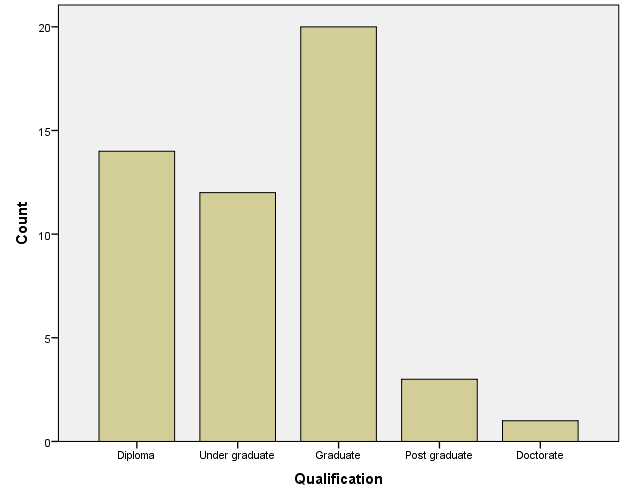 20
15
10
5
0
Count
Diploma
Under graduate
Graduate
Post graduate
Doctorate
Qualification